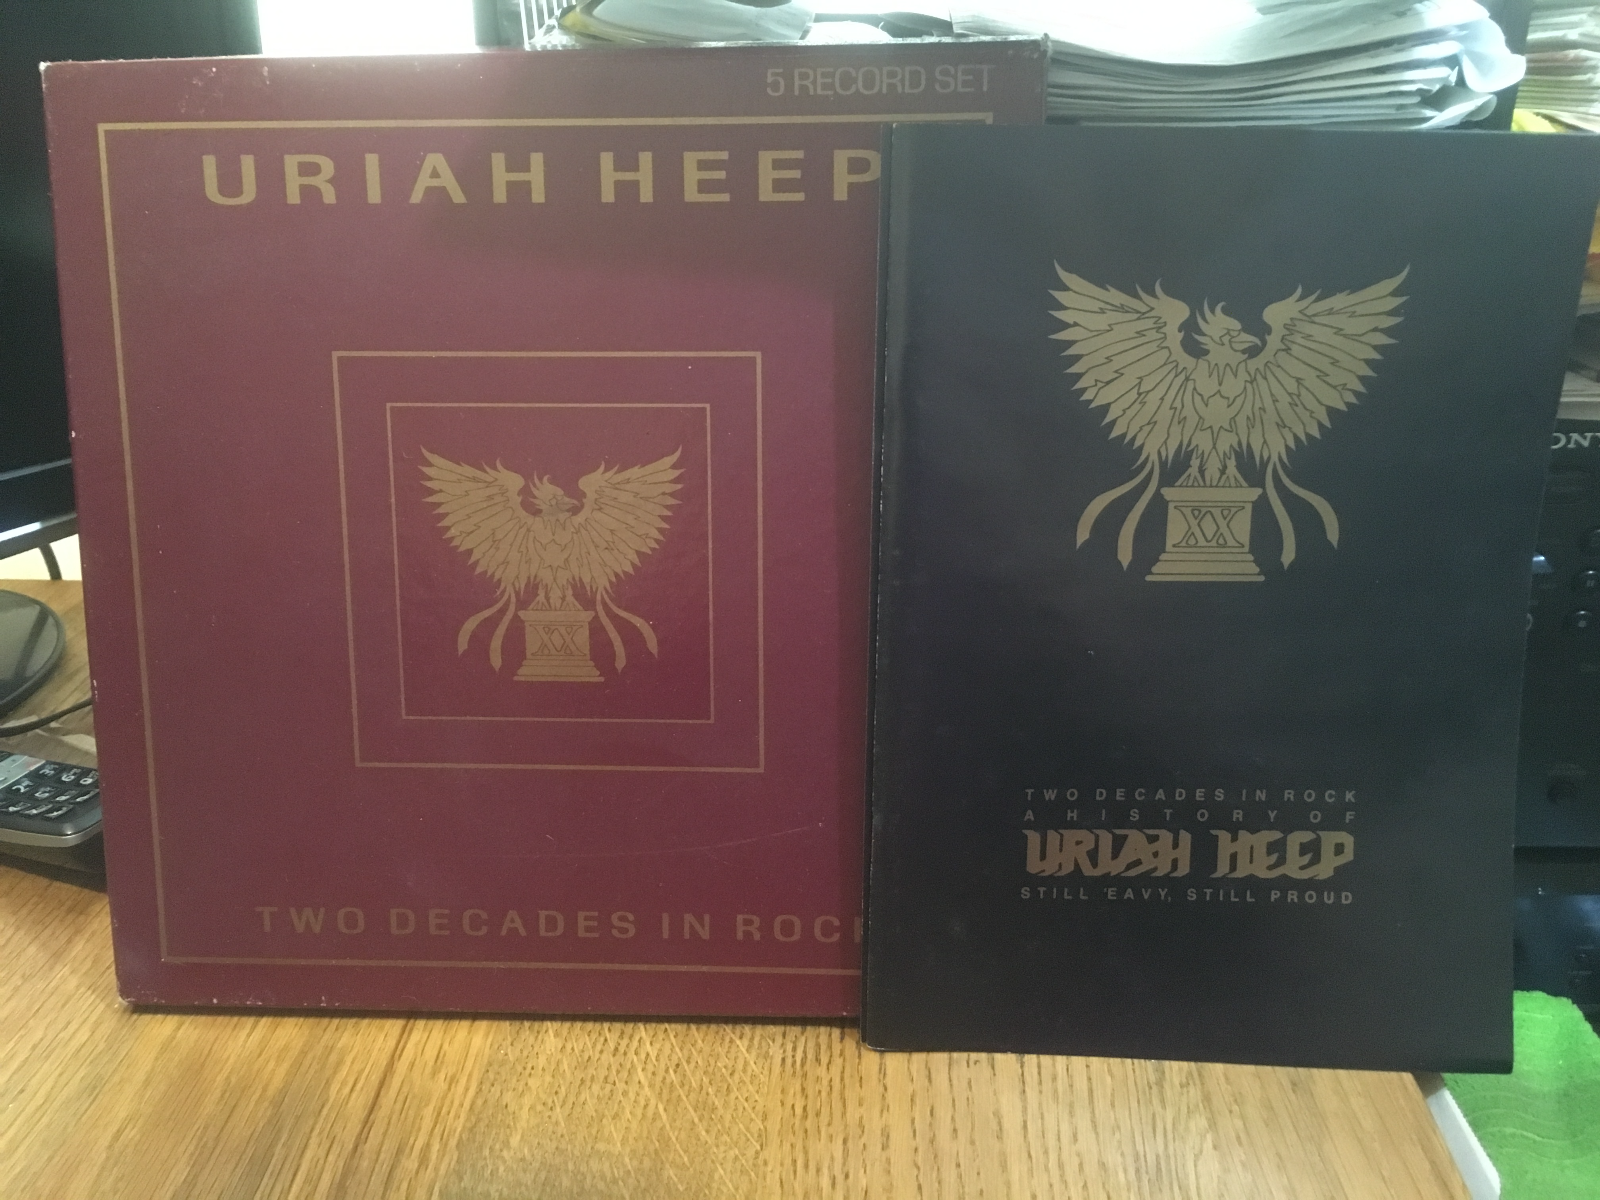 5 RECORD SET
URIAH HEEP
XX
TWO DECADES IN ROCK
XX
TWO DECADES IN ROCK
A HISTORY OF
URIAH HEEP
STILL 'EAVY, STILL PROUD